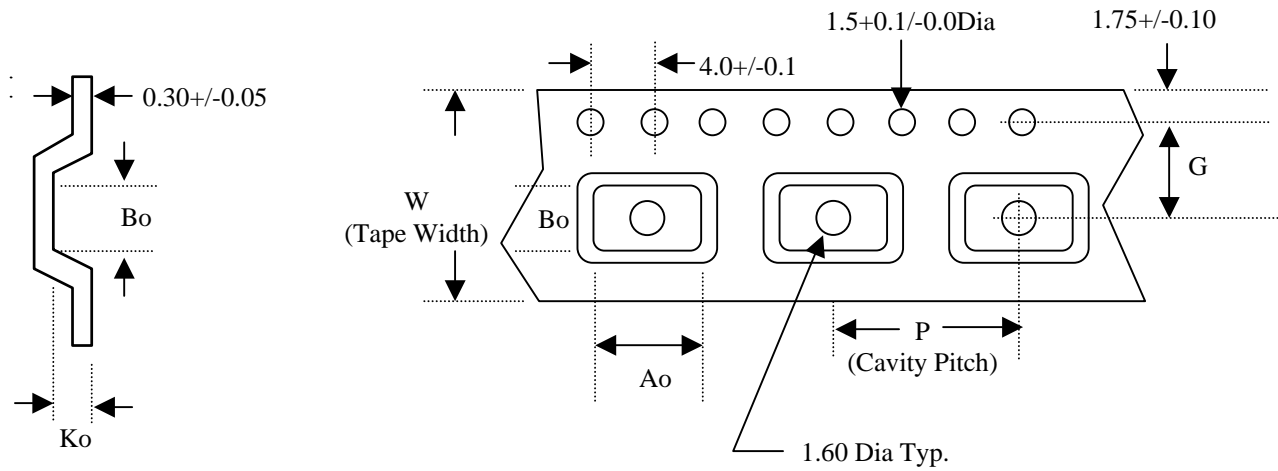 1.5+0.1/-0.0Dia
1.75+/-0.10
4.0+/-0.1
0.30+/-0.05
G
W
(Tape Width)
Bo
Bo
P
(Cavity Pitch)
Ao
Ko
1.60 Dia Typ.